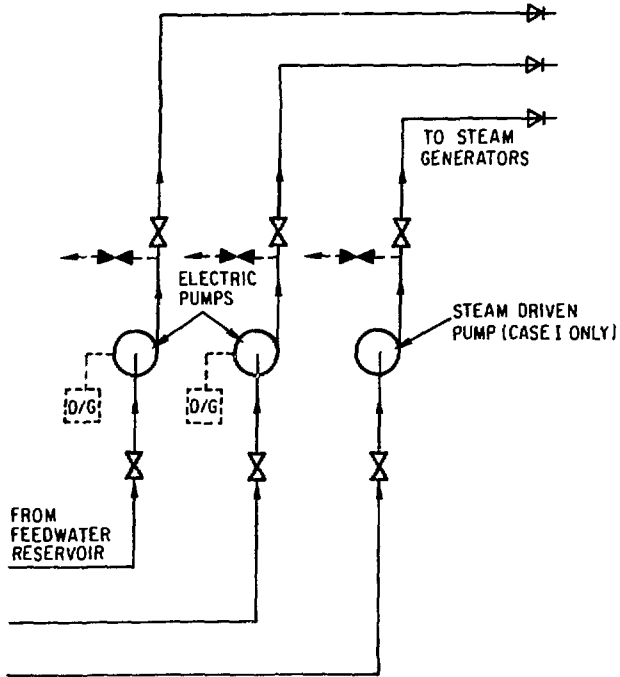 TO STEAM
GENERATORS
ELECTRIC
PUMPS
STEAM DRIVEN
PUMP (CASE I ONLY)
D/G
D/G
FROM
FEEDWATER
RESERVOIR